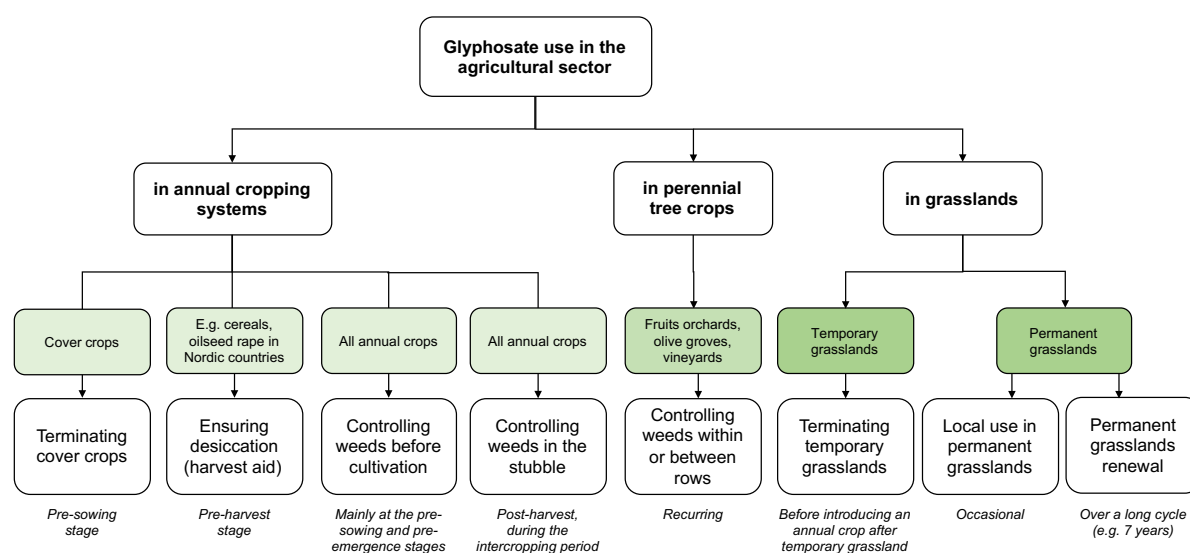 Glyphosate use in the
agricultural sector
in annual cropping
systems
in perennial
tree crops
in grasslands
Cover crops
E.g. cereals,
oilseed rape in
Nordic countries
All annual crops
All annual crops
Fruits orchards,
olive groves,
vineyards
Temporary
grasslands
Permanent
grasslands
Terminating
cover crops
Ensuring
desiccation
(harvest aid)
Controlling
weeds before
cultivation
Controlling
weeds in the
stubble
Controlling
weeds within
or between
rows
Terminating
temporary
grasslands
Local use in
permanent
grasslands
Permanent
grasslands
renewal
Pre-sowing
stage
Pre-harvest
stage
Mainly at the pre-
sowing and pre-
emergence stages
Post-harvest,
during the
intercropping period
Recurring
Before introducing an
annual crop after
temporary grassland
Occasional
Over a long cycle
(e.g. 7 years)